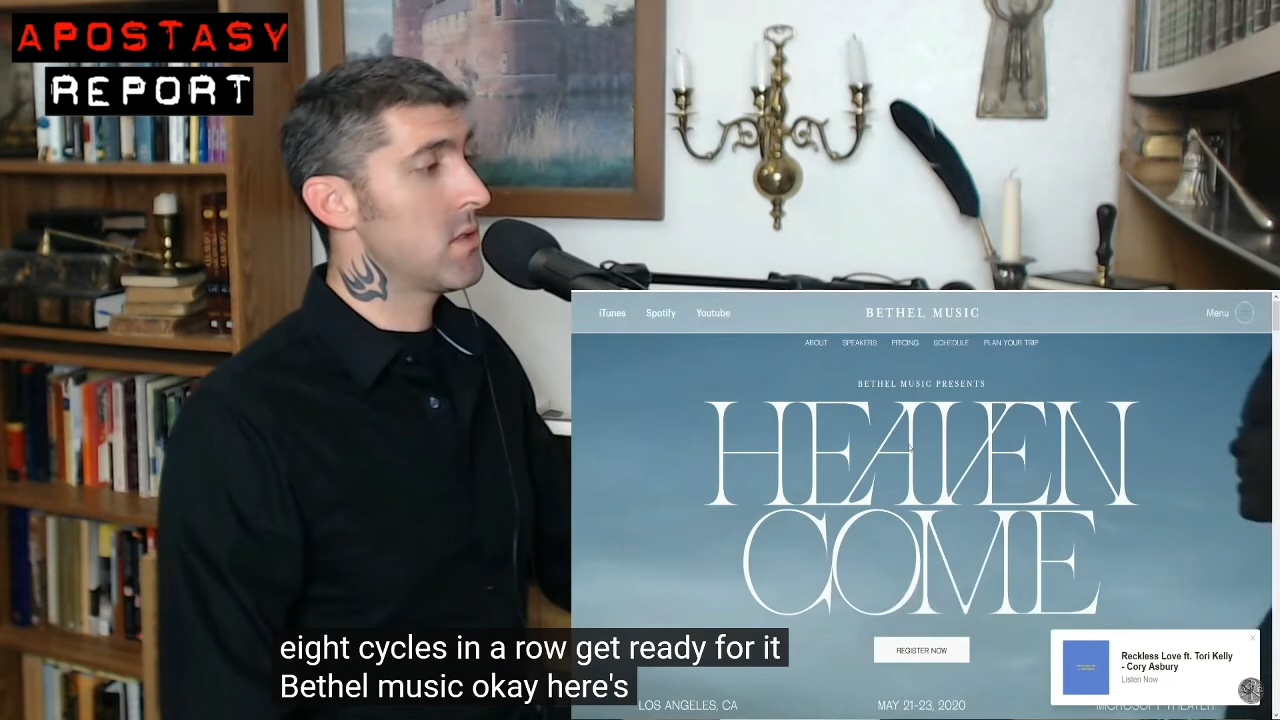 APOSTASY
REPORT
iTunes Spotify Youtube BETHEL MUSIC Menu
ABOUT SPEAKERS PRICING SCHEDULE PLAN YOUR TRIP
BETHEL MUSIC PRESENTS
HEAVEN
COME
REGISTER NOW
Reckless Love ft. Tori Kelly
- Cory Asbury
Listen Now
LOS ANGELES, CA MAY 21-23, 2020 MICROSOFT THEATER
eight cycles in a row get ready for it
Bethel music okay here's